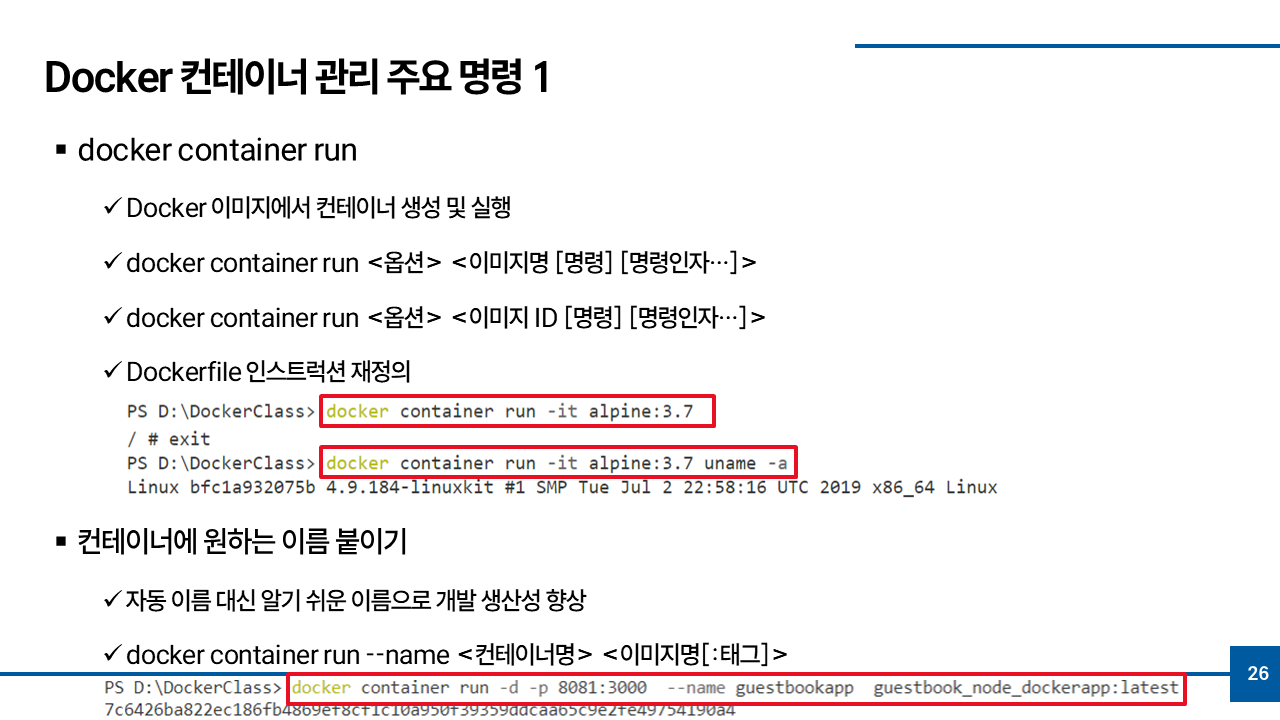 Docker 컨테이너 관리 주요 명령 1
▪ docker container run
✓ Docker 이미지에서 컨테이너 생성 및 실행
✓ docker container run <옵션> <이미지명 [명령] [명령인자…]>
✓ docker container run <옵션> <이미지 ID [명령] [명령인자…]>
✓ Dockerfile 인스트럭션 재정의
PS D:\DockerClass> docker container run -it alpine:3.7
/ # exit
PS D:\DockerClass> docker container run -it alpine:3.7 uname -a
Linux bfc1a932075b 4.9.184-linuxkit #1 SMP Tue Jul 2 22:58:16 UTC 2019 x86_64 Linux
▪ 컨테이너에 원하는 이름 붙이기
✓ 자동 이름 대신 알기 쉬운 이름으로 개발 생산성 향상
✓ docker container run --name <컨테이너명> <이미지명[:태그]>
26
PS D:\DockerClass> docker container run -d -p 8081:3000  --name guestbookapp  guestbook_node_dockerapp:latest
7c6426ba822ec186fb4869ef8cf1c10a950f39359ddcaa65c9e2fe49754190a4